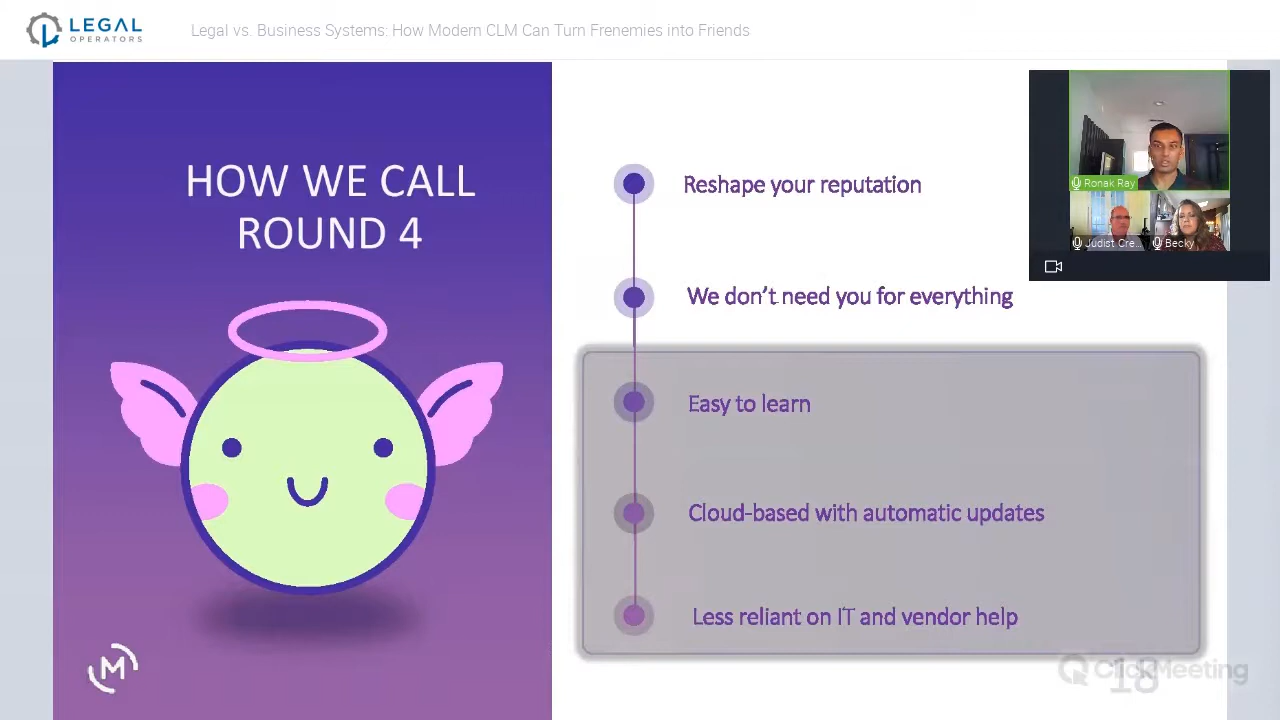 LEGAL
OPERATORS
Legal vs. Business Systems: How Modern CLM Can Turn Frenemies into Friends
HOW WE CALL
ROUND 4
Reshape your reputation
We don't need you for everything
Easy to learn
Cloud-based with automatic updates
Less reliant on IT and vendor help
Ronak Ray
Judist Cre...
Becky
M
ClickMeeting
18